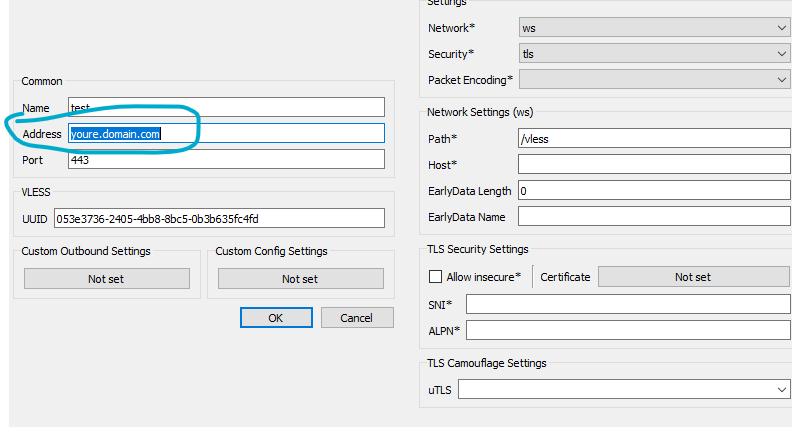 Common
Name test
Address youre.domain.com
Port 443
VLESS
UUID 053e3736-2405-4bb8-8bc5-0b3b635fc4fd
Custom Outbound Settings
Not set
Custom Config Settings
Not set
OK Cancel
Settings
Network* ws
Security* tls
Packet Encoding*
Network Settings (ws)
Path* /vless
Host*
EarlyData Length 0
EarlyData Name
TLS Security Settings
Allow insecure* Certificate Not set
SNI*
ALPN*
TLS Camouflage Settings
uTLS